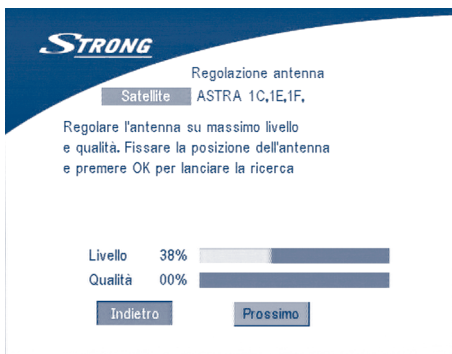 STRONG
Regolazione antenna
Satellite ASTRA 1C,1E,1F,
Regolare l'antenna su massimo livello
e qualità. Fissare la posizione dell'antenna
e premere OK per lanciare la ricerca
Livello 38%
Qualità 00%
Indietro Prossimo